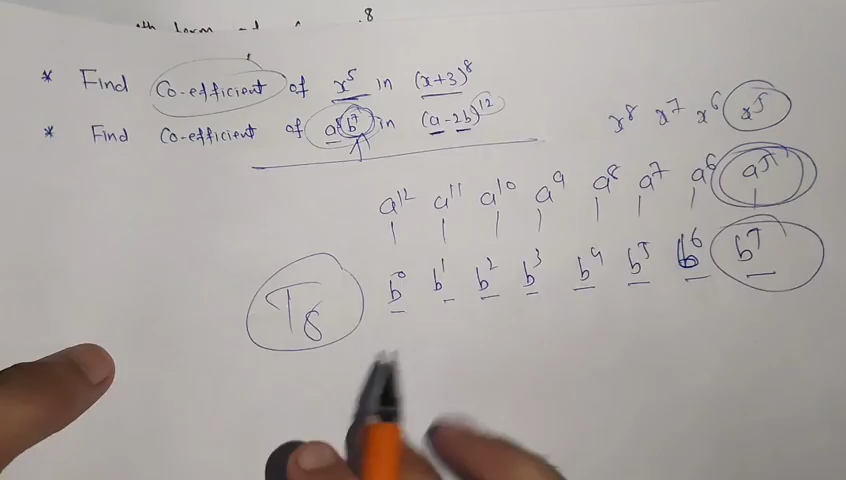 .8
* Find Co-efficient of x⁵ in (x+3)⁸
* Find Co-efficient of a⁵b⁷ in (a-2b)¹²
x⁸ x⁷ x⁶ x⁵
a¹² a¹¹ a¹⁰ a⁹ a⁸ a⁷ a⁶ a⁵
b⁰ b¹ b² b³ b⁴ b⁵ b⁶ b⁷
T₈